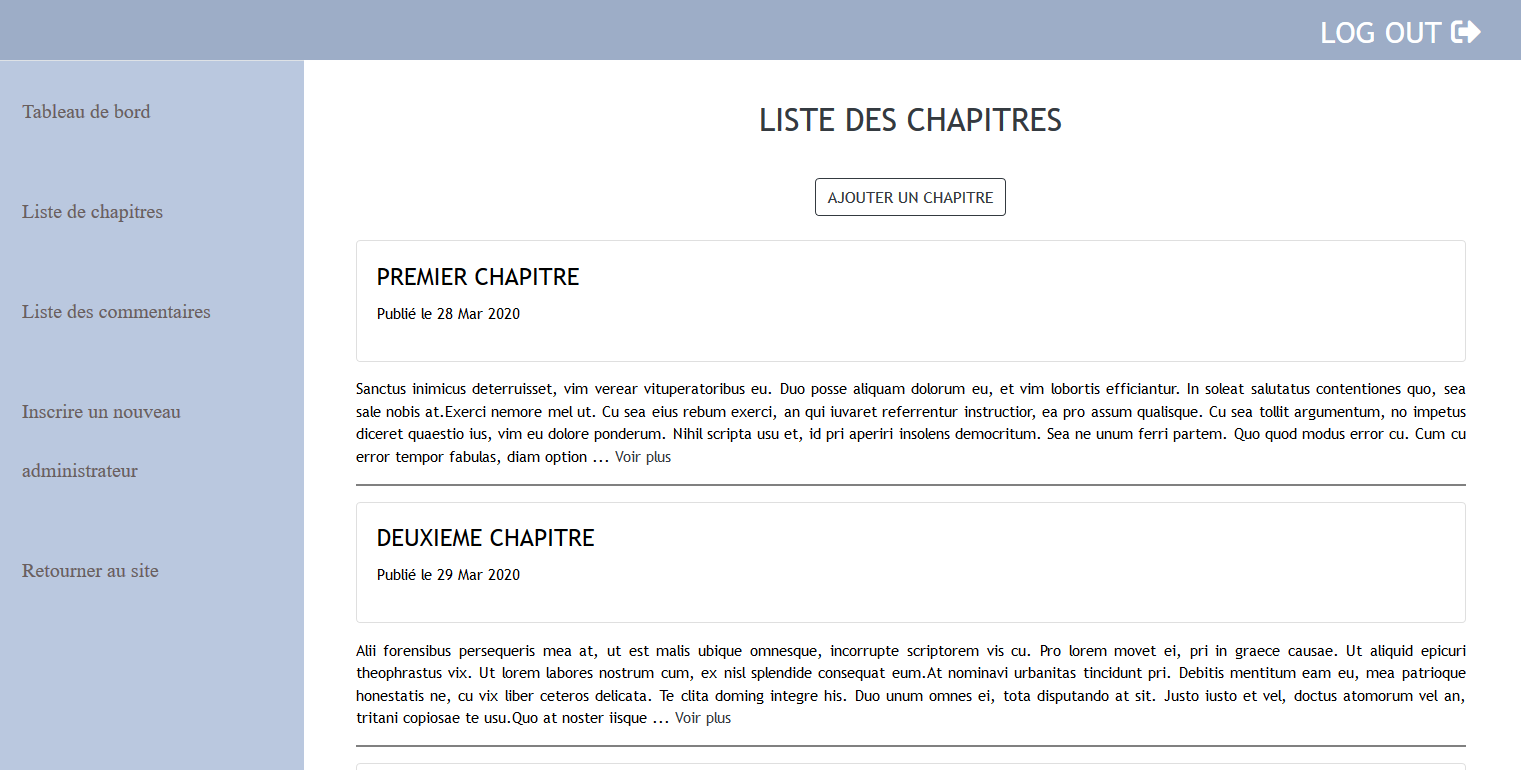 LOG OUT
Tableau de bord
Liste de chapitres
Liste des commentaires
Inscrire un nouveau
administrateur
Retourner au site
LISTE DES CHAPITRES
AJOUTER UN CHAPITRE
PREMIER CHAPITRE
Publié le 28 Mar 2020
Sanctus inimicus deterruisset, vim verear vituperatoribus eu. Duo posse aliquam dolorum eu, et vim lobortis efficiantur. In soleat salutatus contentiones quo, sea
sale nobis at.Exerci nemore mel ut. Cu sea eius rebum exerci, an qui iuvaret referrentur instructior, ea pro assum qualisque. Cu sea tollit argumentum, no impetus
diceret quaestio ius, vim eu dolore ponderum. Nihil scripta usu et, id pri aperiri insolens democritum. Sea ne unum ferri partem. Quo quod modus error cu. Cum cu
error tempor fabulas, diam option ... Voir plus
DEUXIEME CHAPITRE
Publié le 29 Mar 2020
Alii forensibus persequeris mea at, ut est malis ubique omnesque, incorrupte scriptorem vis cu. Pro lorem movet ei, pri in graece causae. Ut aliquid epicuri
theophrastus vix. Ut lorem labores nostrum cum, ex nisl splendide consequat eum.At nominavi urbanitas tincidunt pri. Debitis mentitum eam eu, mea patrioque
honestatis ne, cu vix liber ceteros delicata. Te clita doming integre his. Duo unum omnes ei, tota disputando at sit. Justo iusto et vel, doctus atomorum vel an,
tritani copiosae te usu.Quo at noster iisque ... Voir plus